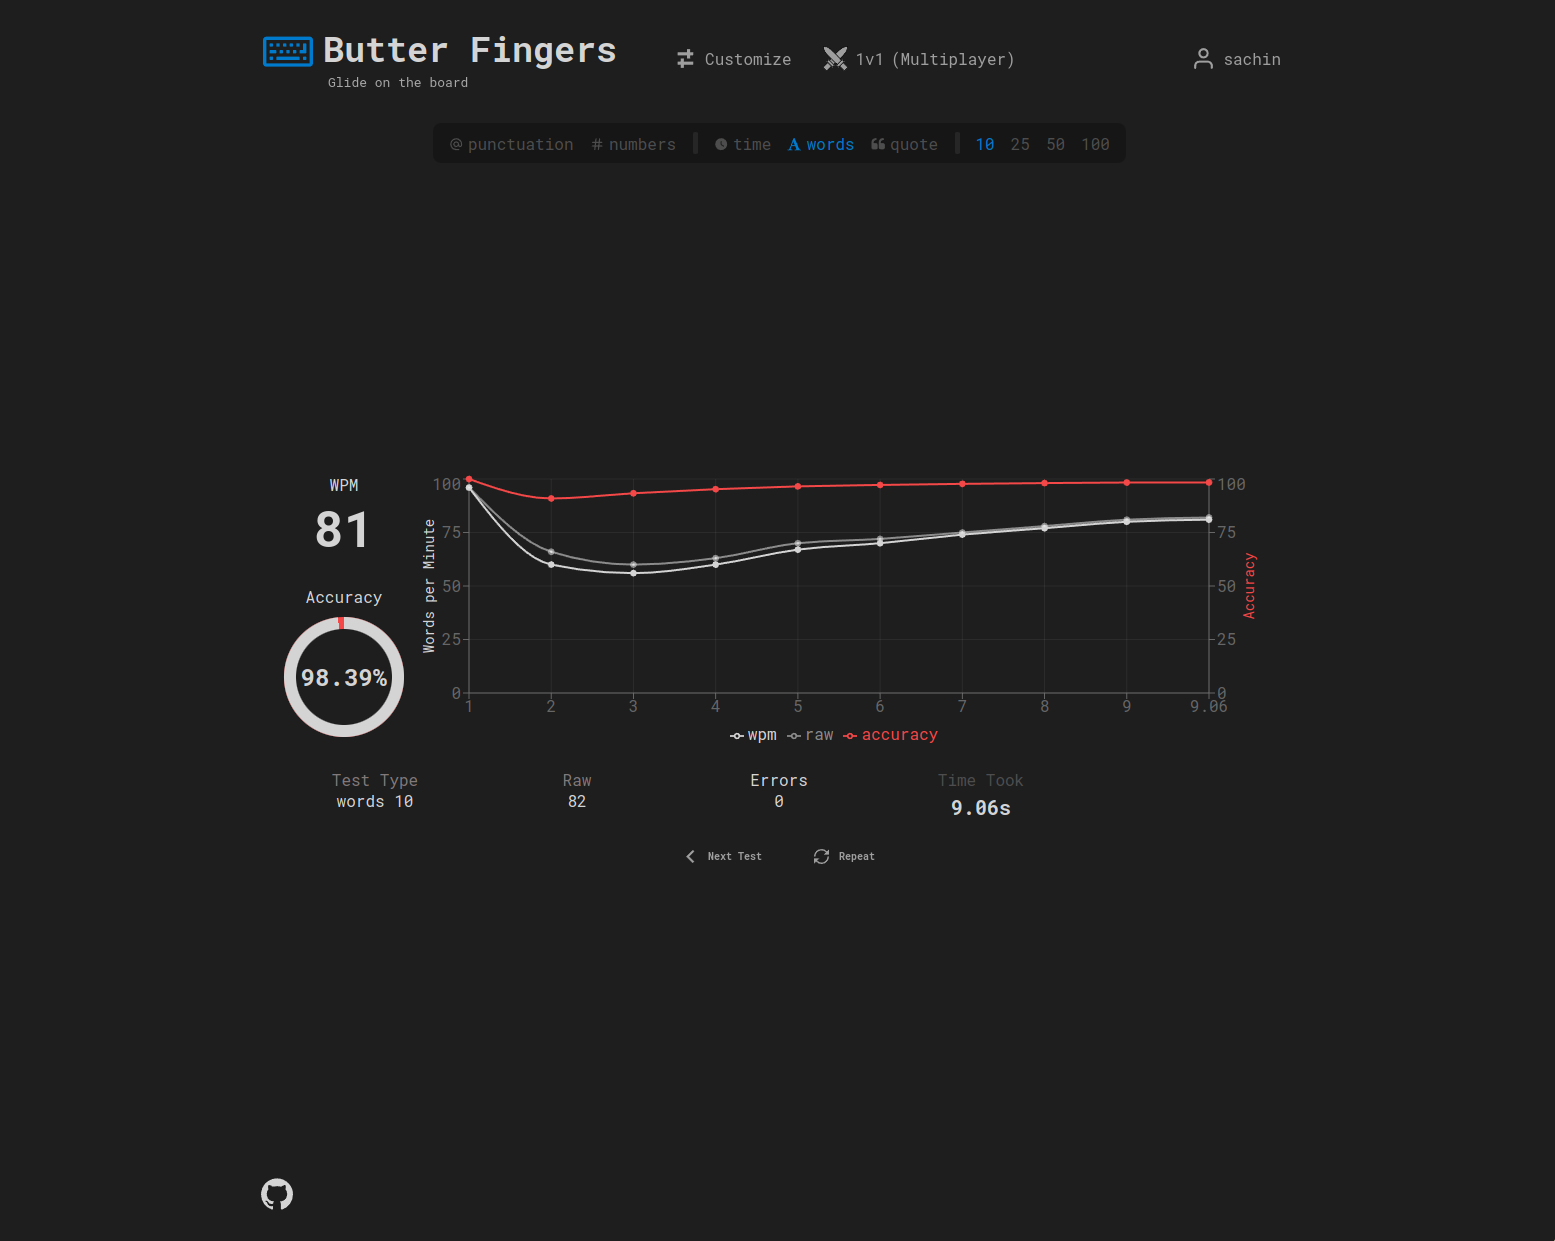 Butter Fingers
Glide on the board
Customize
1v1 (Multiplayer)
sachin
@ punctuation # numbers time A words quote 10 25 50 100
WPM
81
Accuracy
98.39%
Words per Minute
100
75
50
25
0
1 2 3 4 5 6 7 8 9 9.06
100
75
50
25
0
Accuracy
wpm raw accuracy
Test Type
words 10
Raw
82
Errors
0
Time Took
9.06s
Next Test
Repeat